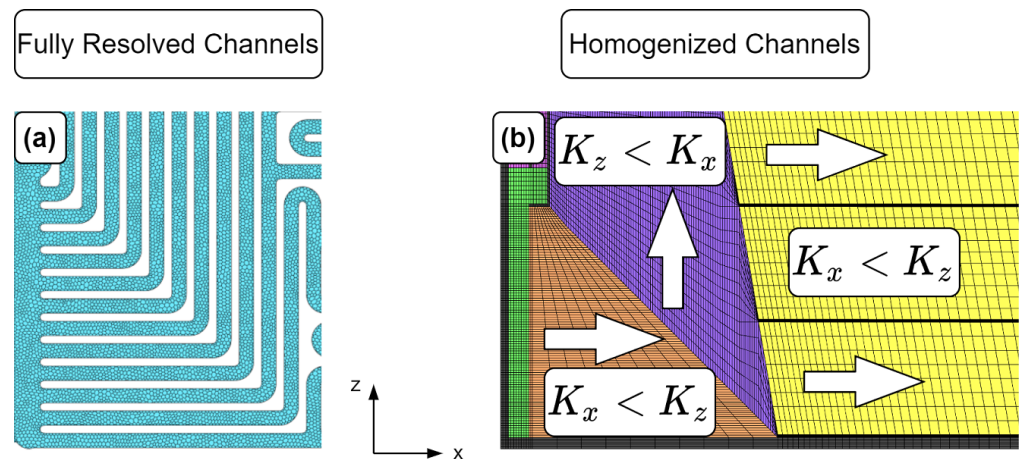 Fully Resolved Channels
Homogenized Channels
(a)
(b)
K_z < K_x
K_x < K_z
K_x < K_z
z
x